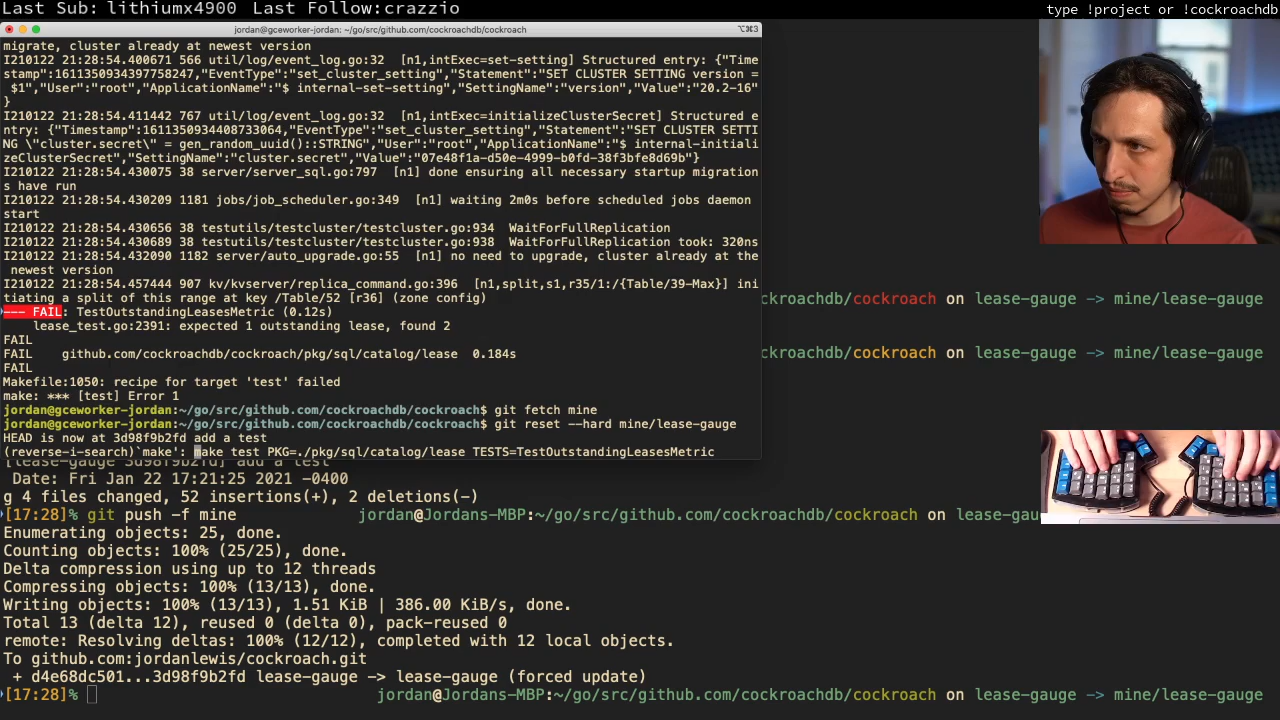 Last Sub: lithiumx4900 Last Follow:crazzio
type !project or !cockroachdb
jordan@gceworker-jordan: ~/go/src/github.com/cockroachdb/cockroach
⌥⌘3
migrate, cluster already at newest version
I210122 21:28:54.400671 566 util/log/event_log.go:32  [n1,intExec=set-setting] Structured entry: {"Time
stamp":1611350934397758247,"EventType":"set_cluster_setting","Statement":"SET CLUSTER SETTING version =
 $1","User":"root","ApplicationName":"$ internal-set-setting","SettingName":"version","Value":"20.2-16"
}
I210122 21:28:54.411442 767 util/log/event_log.go:32  [n1,intExec=initializeClusterSecret] Structured e
ntry: {"Timestamp":1611350934408733064,"EventType":"set_cluster_setting","Statement":"SET CLUSTER SETTI
NG \"cluster.secret\" = gen_random_uuid()::STRING","User":"root","ApplicationName":"$ internal-initiali
zeClusterSecret","SettingName":"cluster.secret","Value":"07e48f1a-d50e-4999-b0fd-38f3bfe8d69b"}
I210122 21:28:54.430075 38 server/server_sql.go:797  [n1] done ensuring all necessary startup migration
s have run
I210122 21:28:54.430209 1181 jobs/job_scheduler.go:349  [n1] waiting 2m0s before scheduled jobs daemon
start
I210122 21:28:54.430656 38 testutils/testcluster/testcluster.go:934  WaitForFullReplication
I210122 21:28:54.430689 38 testutils/testcluster/testcluster.go:938  WaitForFullReplication took: 320ns
I210122 21:28:54.432090 1182 server/auto_upgrade.go:55  [n1] no need to upgrade, cluster already at the
 newest version
I210122 21:28:54.457444 907 kv/kvserver/replica_command.go:396  [n1,split,s1,r35/1:/{Table/39-Max}] ini
tiating a split of this range at key /Table/52 [r36] (zone config)
--- FAIL: TestOutstandingLeasesMetric (0.12s)
    lease_test.go:2391: expected 1 outstanding lease, found 2
FAIL
FAIL    github.com/cockroachdb/cockroach/pkg/sql/catalog/lease  0.184s
FAIL
Makefile:1050: recipe for target 'test' failed
make: *** [test] Error 1
jordan@gceworker-jordan:~/go/src/github.com/cockroachdb/cockroach$ git fetch mine
jordan@gceworker-jordan:~/go/src/github.com/cockroachdb/cockroach$ git reset --hard mine/lease-gauge
HEAD is now at 3d98f9b2fd add a test
(reverse-i-search)`make': make test PKG=./pkg/sql/catalog/lease TESTS=TestOutstandingLeasesMetric
ckroachdb/cockroach on lease-gauge -> mine/lease-gauge
ckroachdb/cockroach on lease-gauge -> mine/lease-gauge
[lease-gauge 3d98f9b2fd] add a test
 Date: Fri Jan 22 17:21:25 2021 -0400
g 4 files changed, 52 insertions(+), 2 deletions(-)
[17:28]% git push -f mine jordan@Jordans-MBP:~/go/src/github.com/cockroachdb/cockroach on lease-gau
Enumerating objects: 25, done.
Counting objects: 100% (25/25), done.
Delta compression using up to 12 threads
Compressing objects: 100% (13/13), done.
Writing objects: 100% (13/13), 1.51 KiB | 386.00 KiB/s, done.
Total 13 (delta 12), reused 0 (delta 0), pack-reused 0
remote: Resolving deltas: 100% (12/12), completed with 12 local objects.
To github.com:jordanlewis/cockroach.git
 + d4e68dc501...3d98f9b2fd lease-gauge -> lease-gauge (forced update)
[17:28]% jordan@Jordans-MBP:~/go/src/github.com/cockroachdb/cockroach on lease-gauge -> mine/lease-gauge